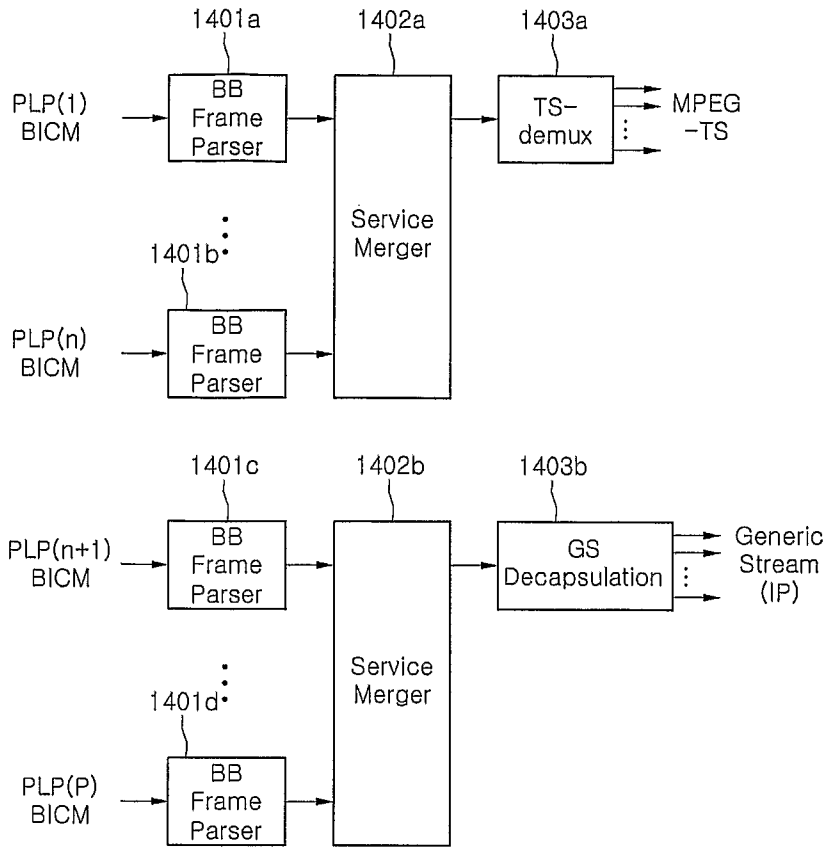 1401a
1402a
1403a
PLP(1)
BICM
BB
Frame
Parser
Service
Merger
TS-
demux
MPEG
-TS
1401b
PLP(n)
BICM
BB
Frame
Parser
1401c
1402b
1403b
PLP(n+1)
BICM
BB
Frame
Parser
Service
Merger
GS
Decapsulation
Generic
Stream
(IP)
1401d
PLP(P)
BICM
BB
Frame
Parser